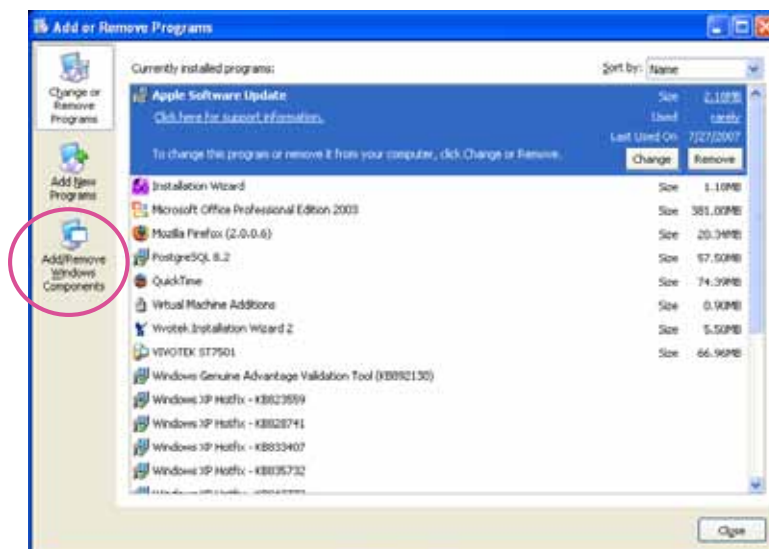 Add or Remove Programs
Change or
Remove
Programs
Add New
Programs
Add/Remove
Windows
Components
Currently installed programs:
Sort by: Name
Apple Software Update
Size 2.18MB
Click here for support information.
Used rarely
Last Used On 7/27/2007
To change this program or remove it from your computer, click Change or Remove.
Change
Remove
Installation Wizard Size 1.10MB
Microsoft Office Professional Edition 2003 Size 381.00MB
Mozilla Firefox (2.0.0.6) Size 20.34MB
PostgreSQL 8.2 Size 57.50MB
QuickTime Size 74.39MB
Virtual Machine Additions Size 0.90MB
Vivotek Installation Wizard 2 Size 5.50MB
VIVOTEK ST7501 Size 66.96MB
Windows Genuine Advantage Validation Tool (KB892130)
Windows XP Hotfix - KB823559
Windows XP Hotfix - KB828741
Windows XP Hotfix - KB833407
Windows XP Hotfix - KB835732
Close